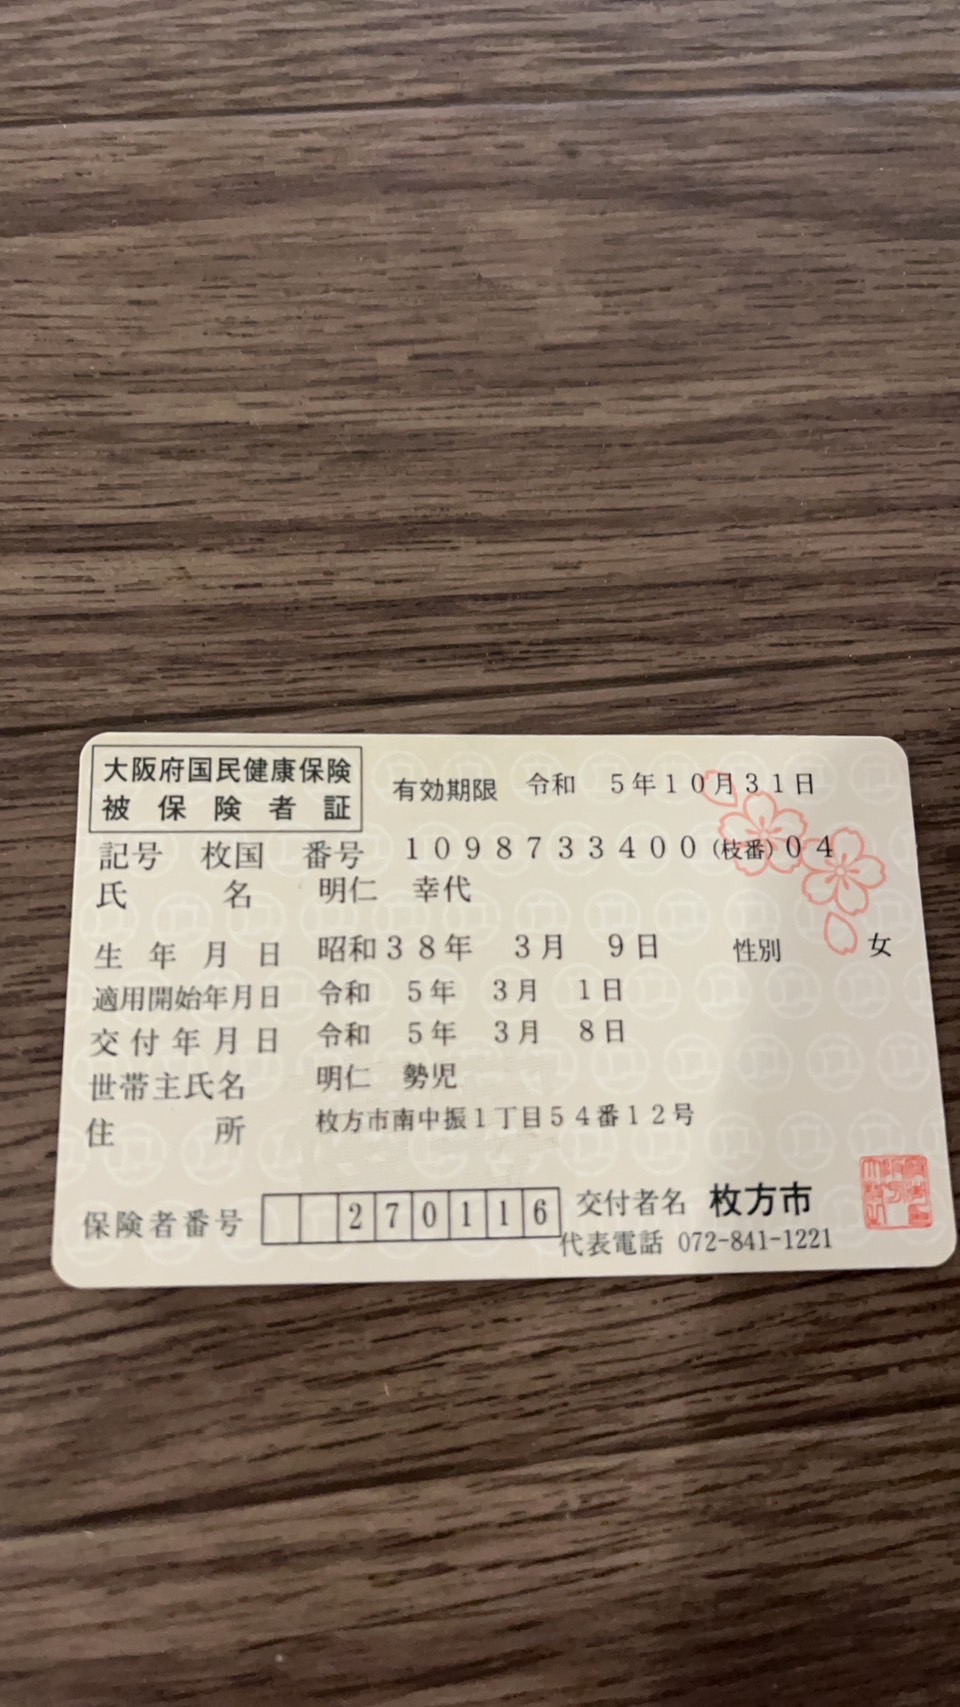 大阪府国民健康保険
被保険者証
有効期限 令和 5年10月31日
記号 枚国 番号 1098733400(枝番)04
氏名 明仁 幸代
生年月日 昭和38年 3月 9日 性別 女
適用開始年月日 令和 5年 3月 1日
交付年月日 令和 5年 3月 8日
世帯主氏名 明仁 勢児
住所 枚方市南中振1丁目54番12号
保険者番号 270116 交付者名 枚方市
代表電話 072-841-1221